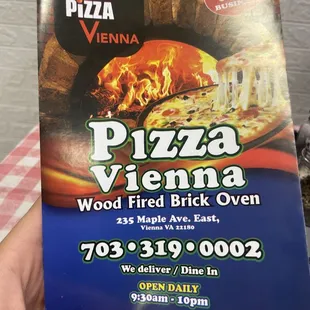 PiZZA
VIENNA
BUSIN
Pizza
Vienna
Wood Fired Brick Oven
235 Maple Ave. East,
Vienna VA 22180
703•319•0002
We deliver / Dine In
OPEN DAILY
9:30am - 10pm